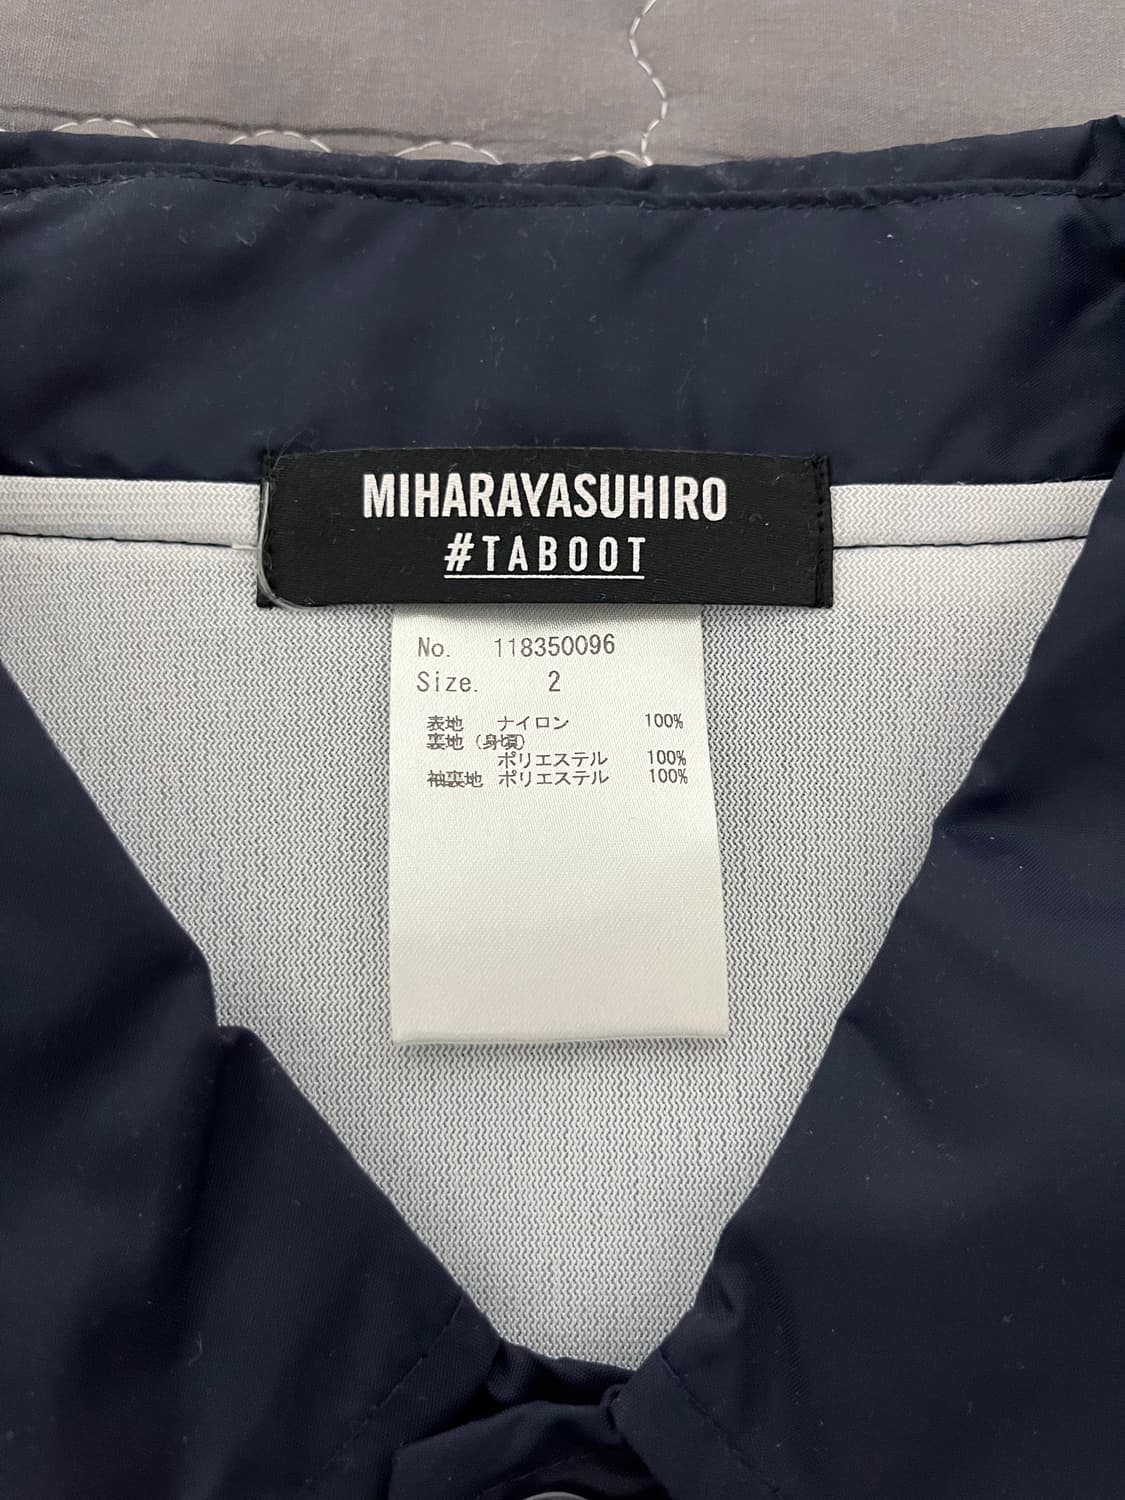 MIHARAYASUHIRO
#TABOOT
No. 118350096
Size. 2
表地 ナイロン 100%
裏地(身頃)
ポリエステル 100%
袖裏地 ポリエステル 100%